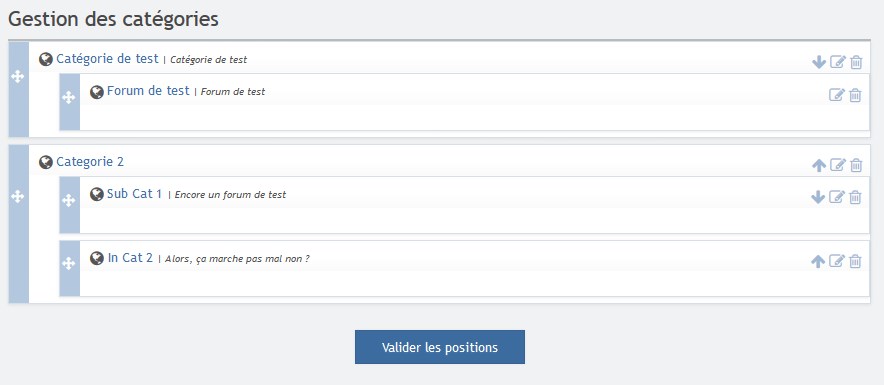 Gestion des catégories
Catégorie de test | Catégorie de test
Forum de test | Forum de test
Categorie 2
Sub Cat 1 | Encore un forum de test
In Cat 2 | Alors, ça marche pas mal non ?
Valider les positions